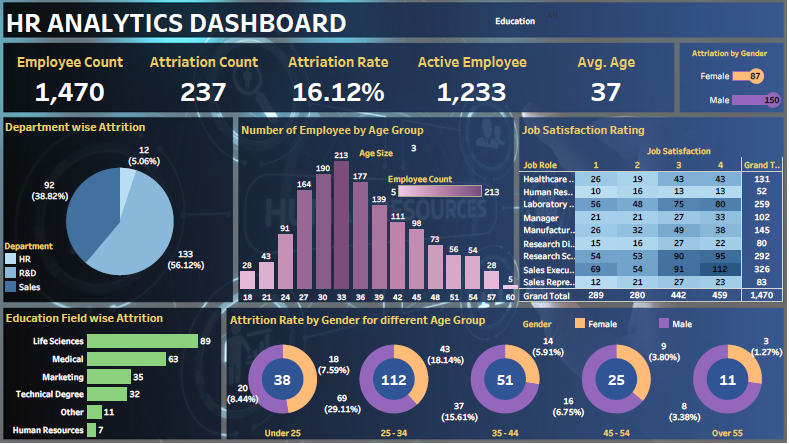 HR ANALYTICS DASHBOARD
Education All
Employee Count Attriation Count Attriation Rate Active Employee Avg. Age
1,470 237 16.12% 1,233 37
Attriation by Gender
Female 87
Male 150
Department wise Attrition
12
(5.06%)
92
(38.82%)
133
(56.12%)
Department
HR
R&D
Sales
Number of Employee by Age Group
Age Size 3
Employee Count
5 213
28 43 91 164 190 213 177 139 111 98 73 56 54 28 5
18 21 24 27 30 33 36 39 42 45 48 51 54 57 60
Job Satisfaction Rating
Job Satisfaction
Job Role 1 2 3 4 Grand T..
Healthcare .. 26 19 43 43 131
Human Res.. 10 16 13 13 52
Laboratory .. 56 48 75 80 259
Manager 21 21 27 33 102
Manufactur.. 26 32 49 38 145
Research Di.. 15 16 27 22 80
Research Sc.. 54 53 90 95 292
Sales Execu.. 69 54 91 112 326
Sales Repre.. 12 21 27 23 83
Grand Total 289 280 442 459 1,470
Education Field wise Attrition
Life Sciences 89
Medical 63
Marketing 35
Technical Degree 32
Other 11
Human Resources 7
Attrition Rate by Gender for different Age Group
Gender Female Male
38
18
(7.59%)
20
(8.44%)
Under 25
112
43
(18.14%)
69
(29.11%)
25 - 34
51
14
(5.91%)
37
(15.61%)
35 - 44
25
9
(3.80%)
16
(6.75%)
45 - 54
11
3
(1.27%)
8
(3.38%)
Over 55